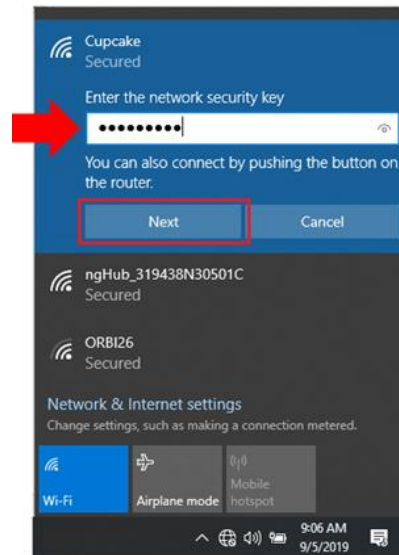 Cupcake
Secured
Enter the network security key
•••••••••
You can also connect by pushing the button on
the router.
Next Cancel
ngHub_319438N30501C
Secured
ORBI26
Secured
Network & Internet settings
Change settings, such as making a connection metered.
Wi-Fi
Airplane mode
Mobile
hotspot
9:06 AM
9/5/2019